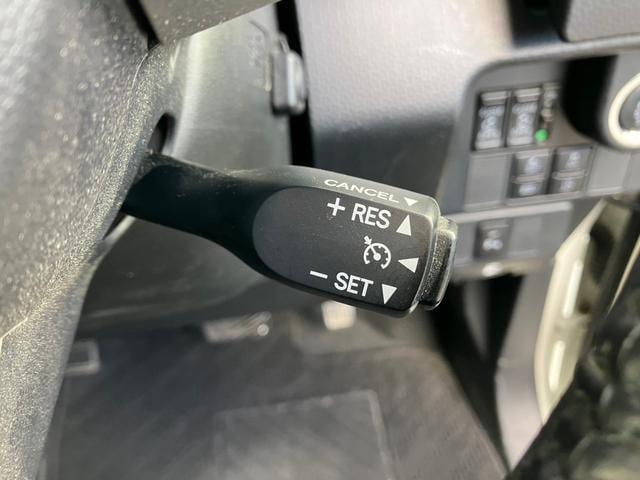 CANCEL ▼
+ RES ▲
◀
− SET ▼